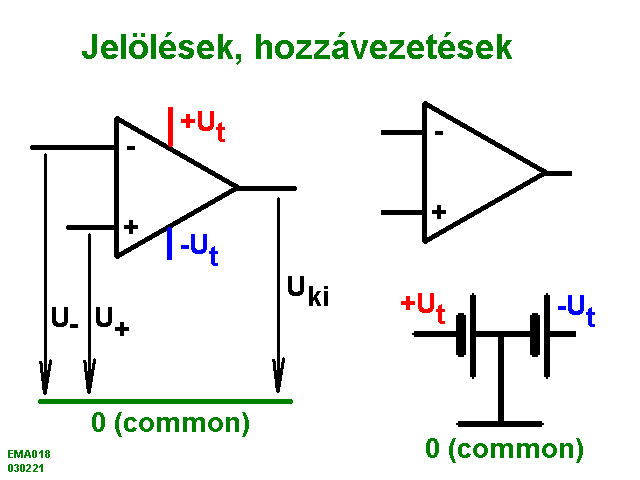 Jelölések, hozzávezetések
+Ut
-
+
-Ut
U-
U+
Uki
0 (common)
-
+
+Ut
-Ut
0 (common)
EMA018
030221